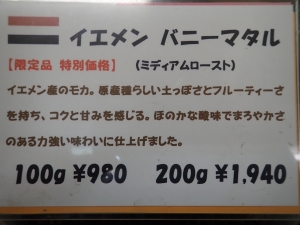 イエメン バニーマタル
【限定品 特別価格】 （ミディアムロースト）
イエメン産のモカ。原産種らしい土っぽさとフルーティーさ
を持ち、コクと甘みを感じる。ほのかな酸味でまろやかさ
のある力強い味わいに仕上げました。
100g ¥980 200g ¥1,940